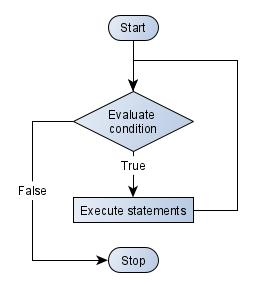 Start
Evaluate
condition
True
False
Execute statements
Stop